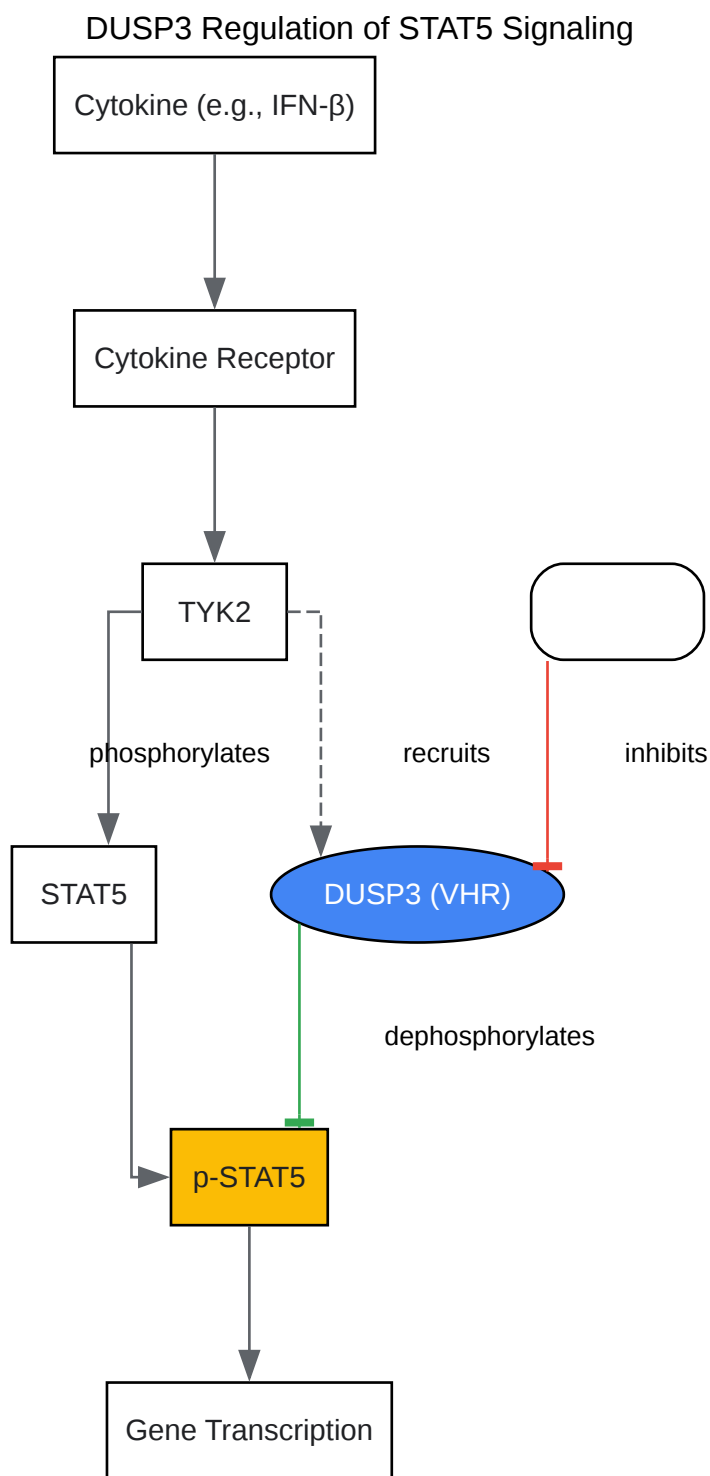 DUSP3 Regulation of STAT5 Signaling
Cytokine (e.g., IFN-β)
Cytokine Receptor
TYK2
phosphorylates
recruits
inhibits
STAT5
DUSP3 (VHR)
dephosphorylates
p-STAT5
Gene Transcription